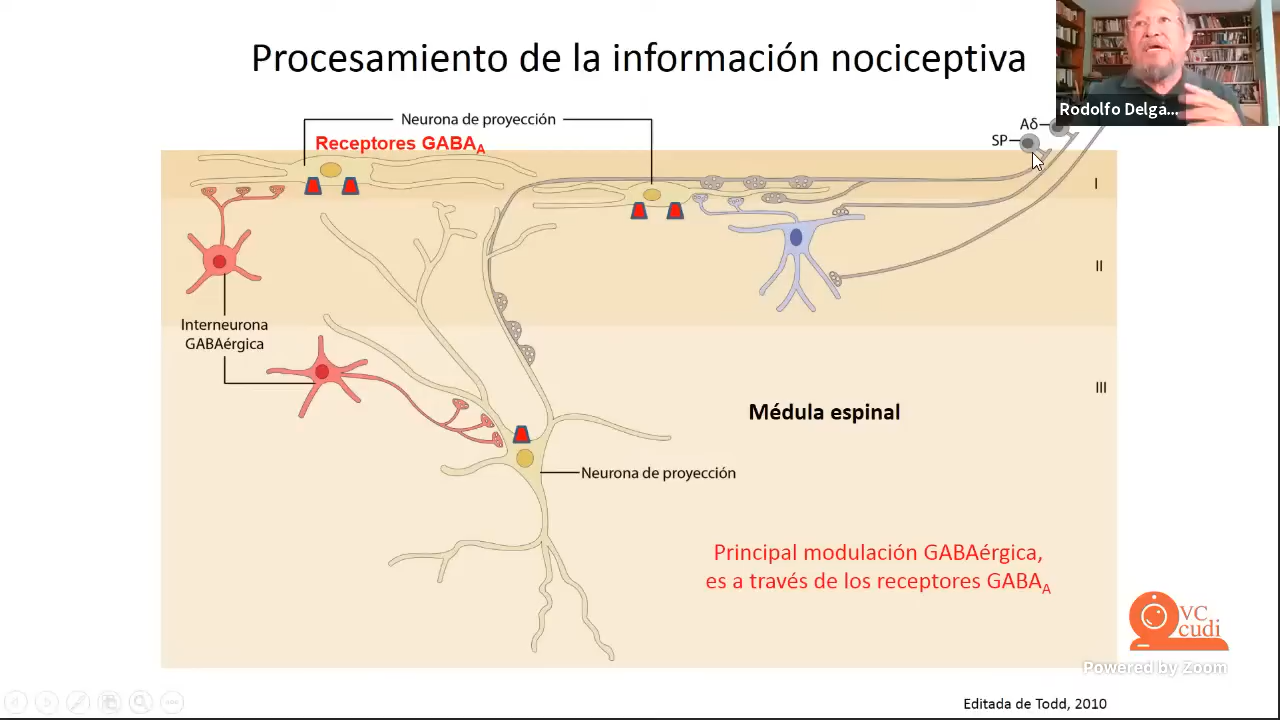 Procesamiento de la información nociceptiva
Rodolfo Delga...
Neurona de proyección
Receptores GABAA
Aδ
SP
I
II
Interneurona
GABAérgica
III
Médula espinal
Neurona de proyección
Principal modulación GABAérgica,
es a través de los receptores GABAA
VC
cudi
Powered by Zoom
Editada de Todd, 2010